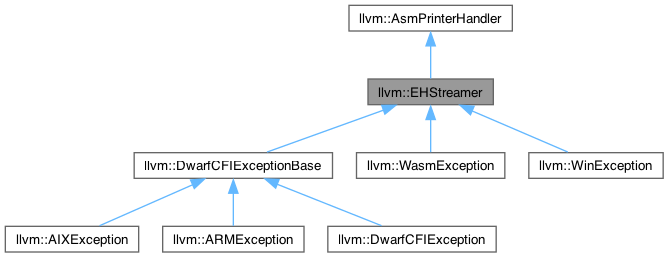 llvm::AsmPrinterHandler
llvm::EHStreamer
llvm::DwarfCFIExceptionBase
llvm::WasmException
llvm::WinException
llvm::AIXException
llvm::ARMException
llvm::DwarfCFIException